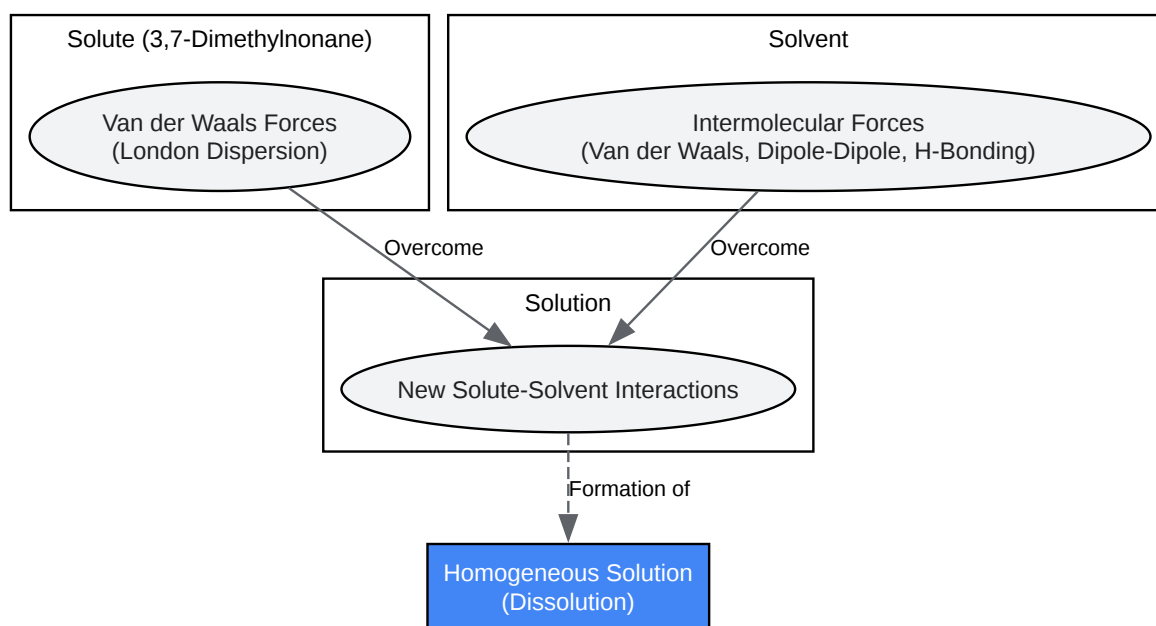 Solute (3,7-Dimethylnonane)
Solvent
Van der Waals Forces
(London Dispersion)
Intermolecular Forces
(Van der Waals, Dipole-Dipole, H-Bonding)
Overcome
Overcome
Solution
New Solute-Solvent Interactions
Formation of
Homogeneous Solution
(Dissolution)